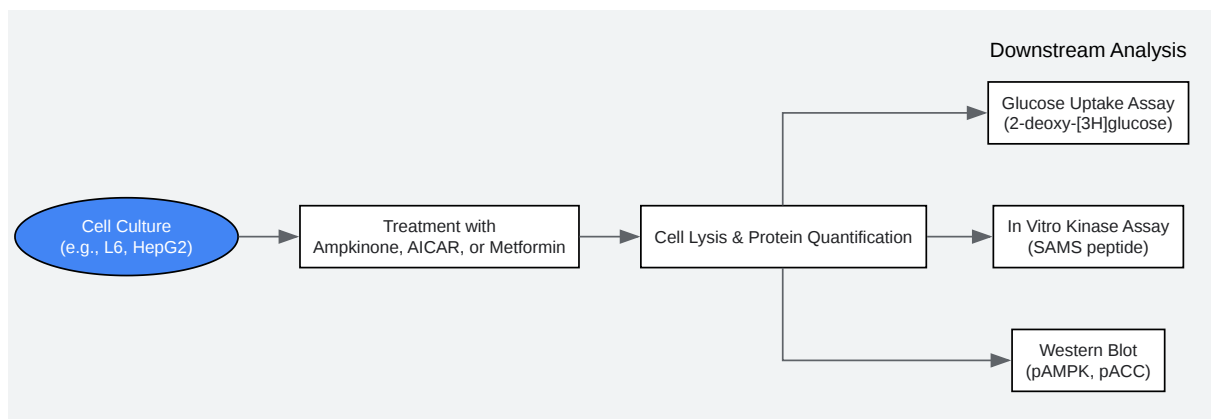 Downstream Analysis
Glucose Uptake Assay
(2-deoxy-[3H]glucose)
Cell Culture
(e.g., L6, HepG2)
Treatment with
Ampkinone, AICAR, or Metformin
Cell Lysis & Protein Quantification
In Vitro Kinase Assay
(SAMS peptide)
Western Blot
(pAMPK, pACC)